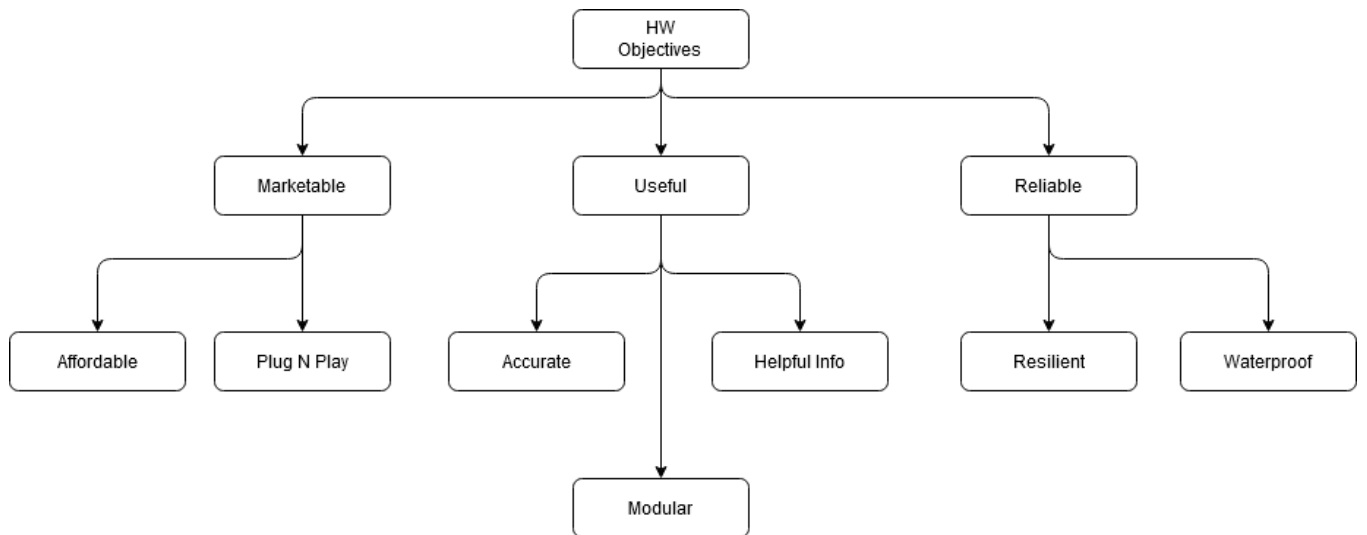 HW
Objectives
Marketable
Useful
Reliable
Affordable
Plug N Play
Accurate
Helpful Info
Resilient
Waterproof
Modular